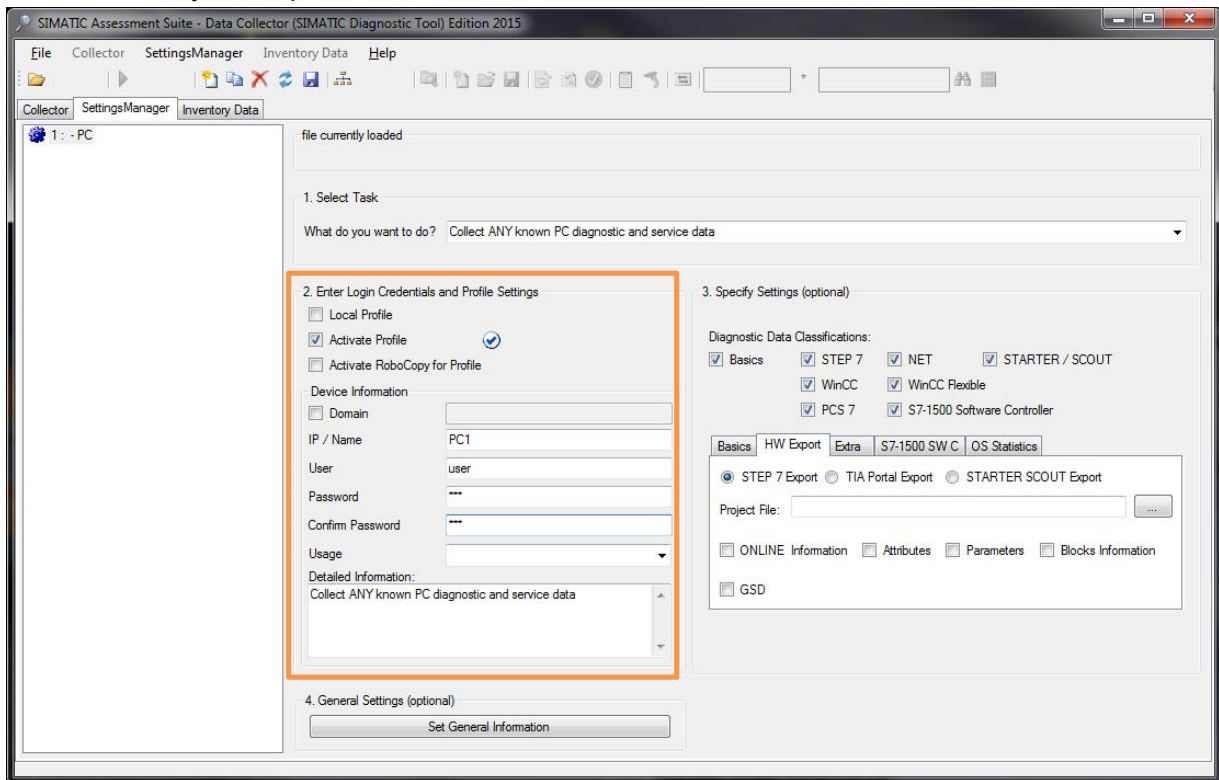 SIMATIC Assessment Suite - Data Collector (SIMATIC Diagnostic Tool) Edition 2015
File Collector SettingsManager Inventory Data Help
*
Collector SettingsManager Inventory Data
1 : - PC
file currently loaded
1. Select Task
What do you want to do? Collect ANY known PC diagnostic and service data
2. Enter Login Credentials and Profile Settings
Local Profile
Activate Profile
Activate RoboCopy for Profile
Device Information
Domain
IP / Name PC1
User user
Password ***
Confirm Password ***
Usage
Detailed Information:
Collect ANY known PC diagnostic and service data
3. Specify Settings (optional)
Diagnostic Data Classifications:
Basics STEP 7 NET STARTER / SCOUT
WinCC WinCC Flexible
PCS 7 S7-1500 Software Controller
Basics HW Export Extra S7-1500 SW C OS Statistics
STEP 7 Export TIA Portal Export STARTER SCOUT Export
Project File: ...
ONLINE Information Attributes Parameters Blocks Information
GSD
4. General Settings (optional)
Set General Information